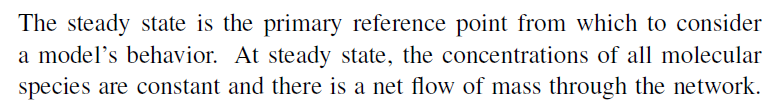 The steady state is the primary reference point from which to consider
a model's behavior. At steady state, the concentrations of all molecular
species are constant and there is a net flow of mass through the network.